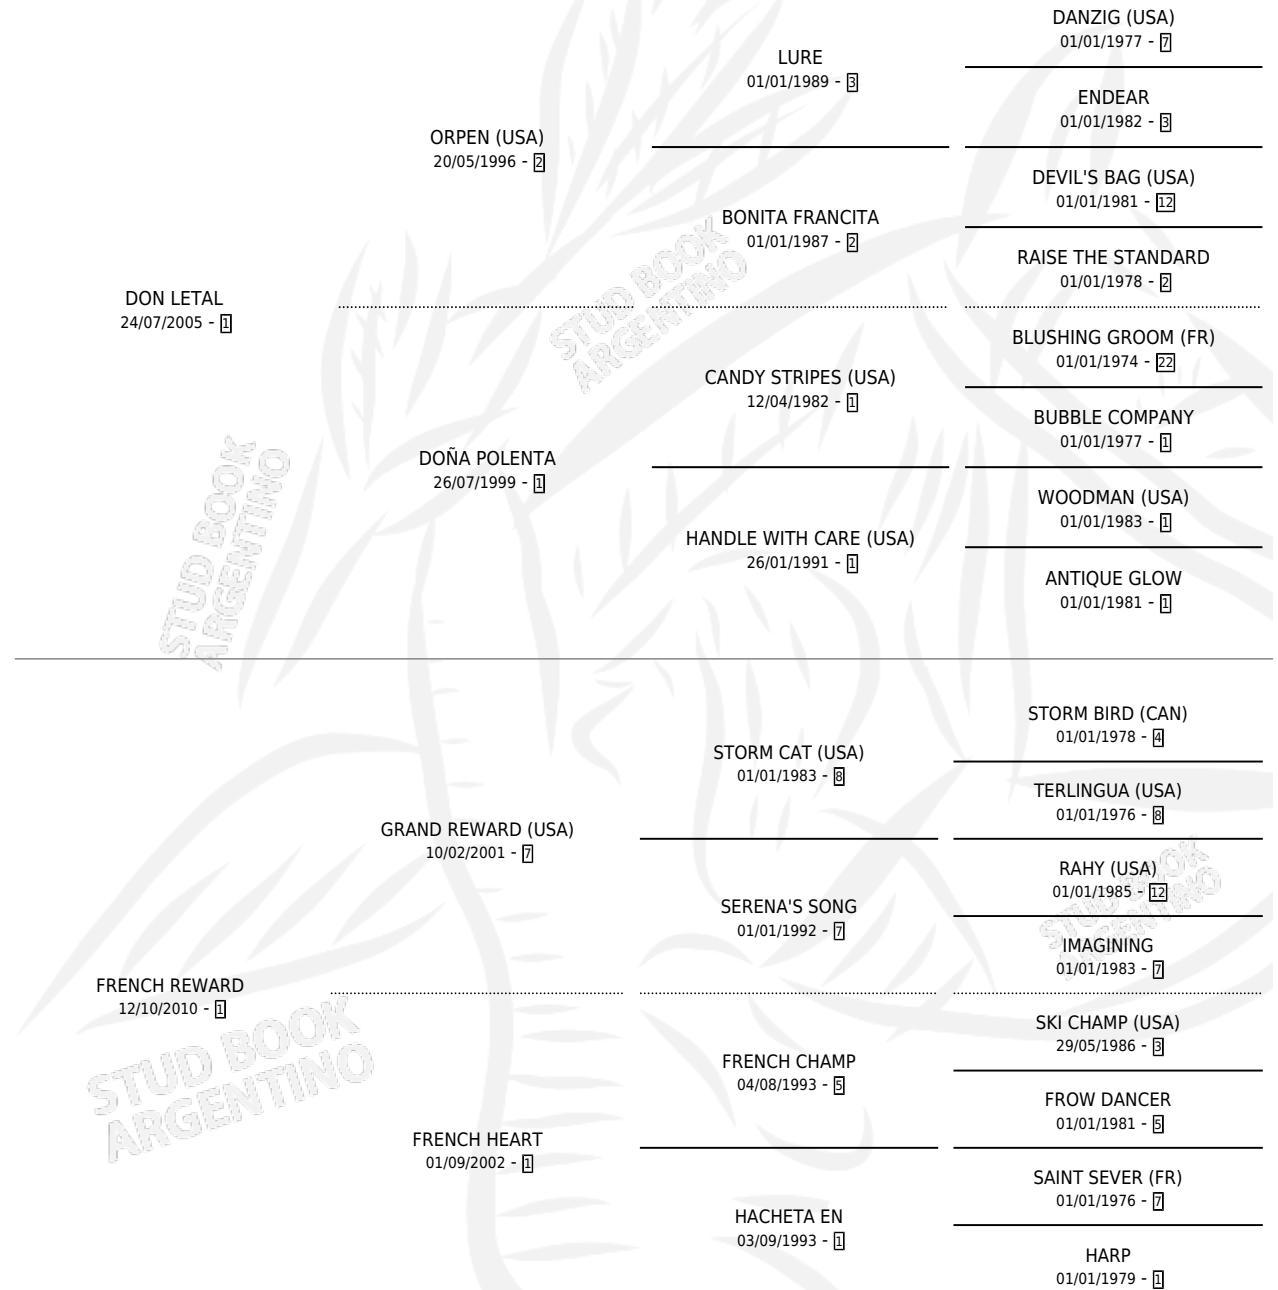 DANZIG (USA)
01/01/1977 - 7
LURE
01/01/1989 - 3
ENDEAR
01/01/1982 - 3
ORPEN (USA)
20/05/1996 - 2
DEVIL'S BAG (USA)
01/01/1981 - 12
BONITA FRANCITA
01/01/1987 - 2
RAISE THE STANDARD
01/01/1978 - 2
DON LETAL
24/07/2005 - 1
BLUSHING GROOM (FR)
01/01/1974 - 22
CANDY STRIPES (USA)
12/04/1982 - 1
BUBBLE COMPANY
01/01/1977 - 1
DOÑA POLENTA
26/07/1999 - 1
WOODMAN (USA)
01/01/1983 - 1
HANDLE WITH CARE (USA)
26/01/1991 - 1
ANTIQUE GLOW
01/01/1981 - 1
STORM BIRD (CAN)
01/01/1978 - 4
STORM CAT (USA)
01/01/1983 - 8
TERLINGUA (USA)
01/01/1976 - 8
GRAND REWARD (USA)
10/02/2001 - 7
RAHY (USA)
01/01/1985 - 12
SERENA'S SONG
01/01/1992 - 7
IMAGINING
01/01/1983 - 7
FRENCH REWARD
12/10/2010 - 1
SKI CHAMP (USA)
29/05/1986 - 3
FRENCH CHAMP
04/08/1993 - 5
FROW DANCER
01/01/1981 - 5
FRENCH HEART
01/09/2002 - 1
SAINT SEVER (FR)
01/01/1976 - 7
HACHETA EN
03/09/1993 - 1
HARP
01/01/1979 - 1
STUD BOOK
ARGENTINO
STUD BOOK
ARGENTINO
STUD BOOK
ARGENTINO
STUD BOOK
ARGENTINO